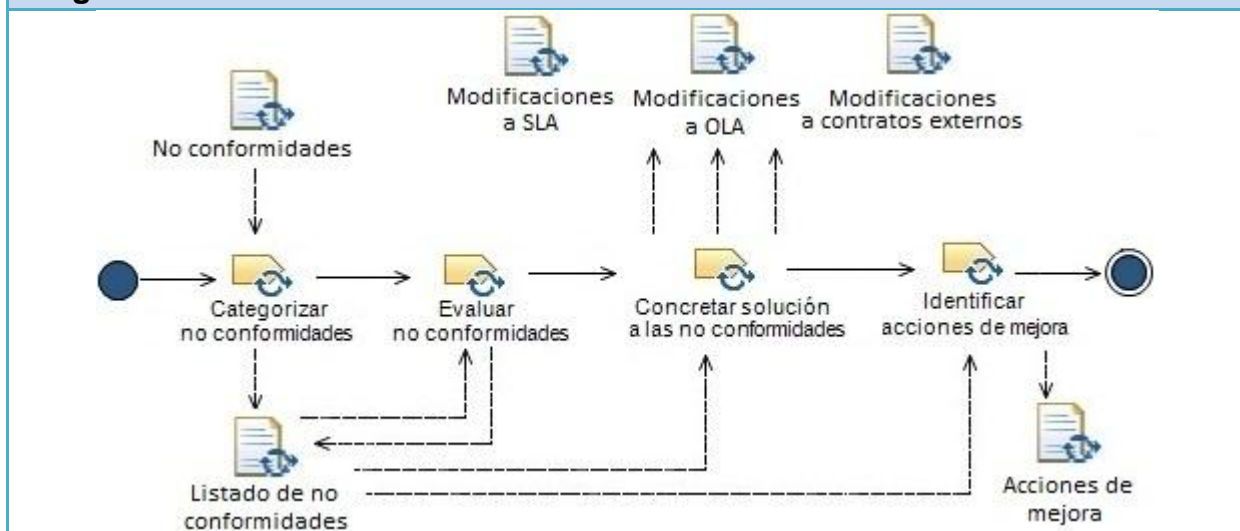 Modificaciones
a SLA
Modificaciones
a OLA
Modificaciones
a contratos externos
No conformidades
Categorizar
no conformidades
Evaluar
no conformidades
Concretar solución
a las no conformidades
Identificar
acciones de mejora
Listado de no
conformidades
Acciones de
mejora